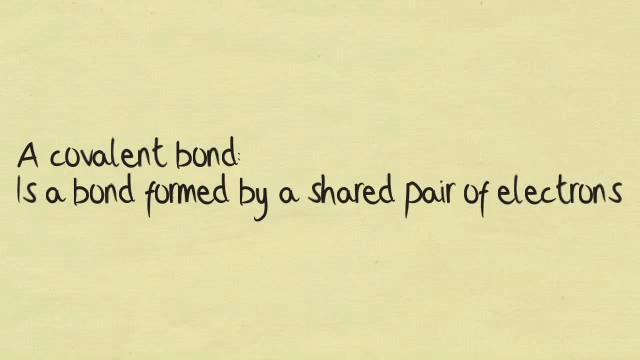 A covalent bond:
Is a bond formed by a shared pair of electrons